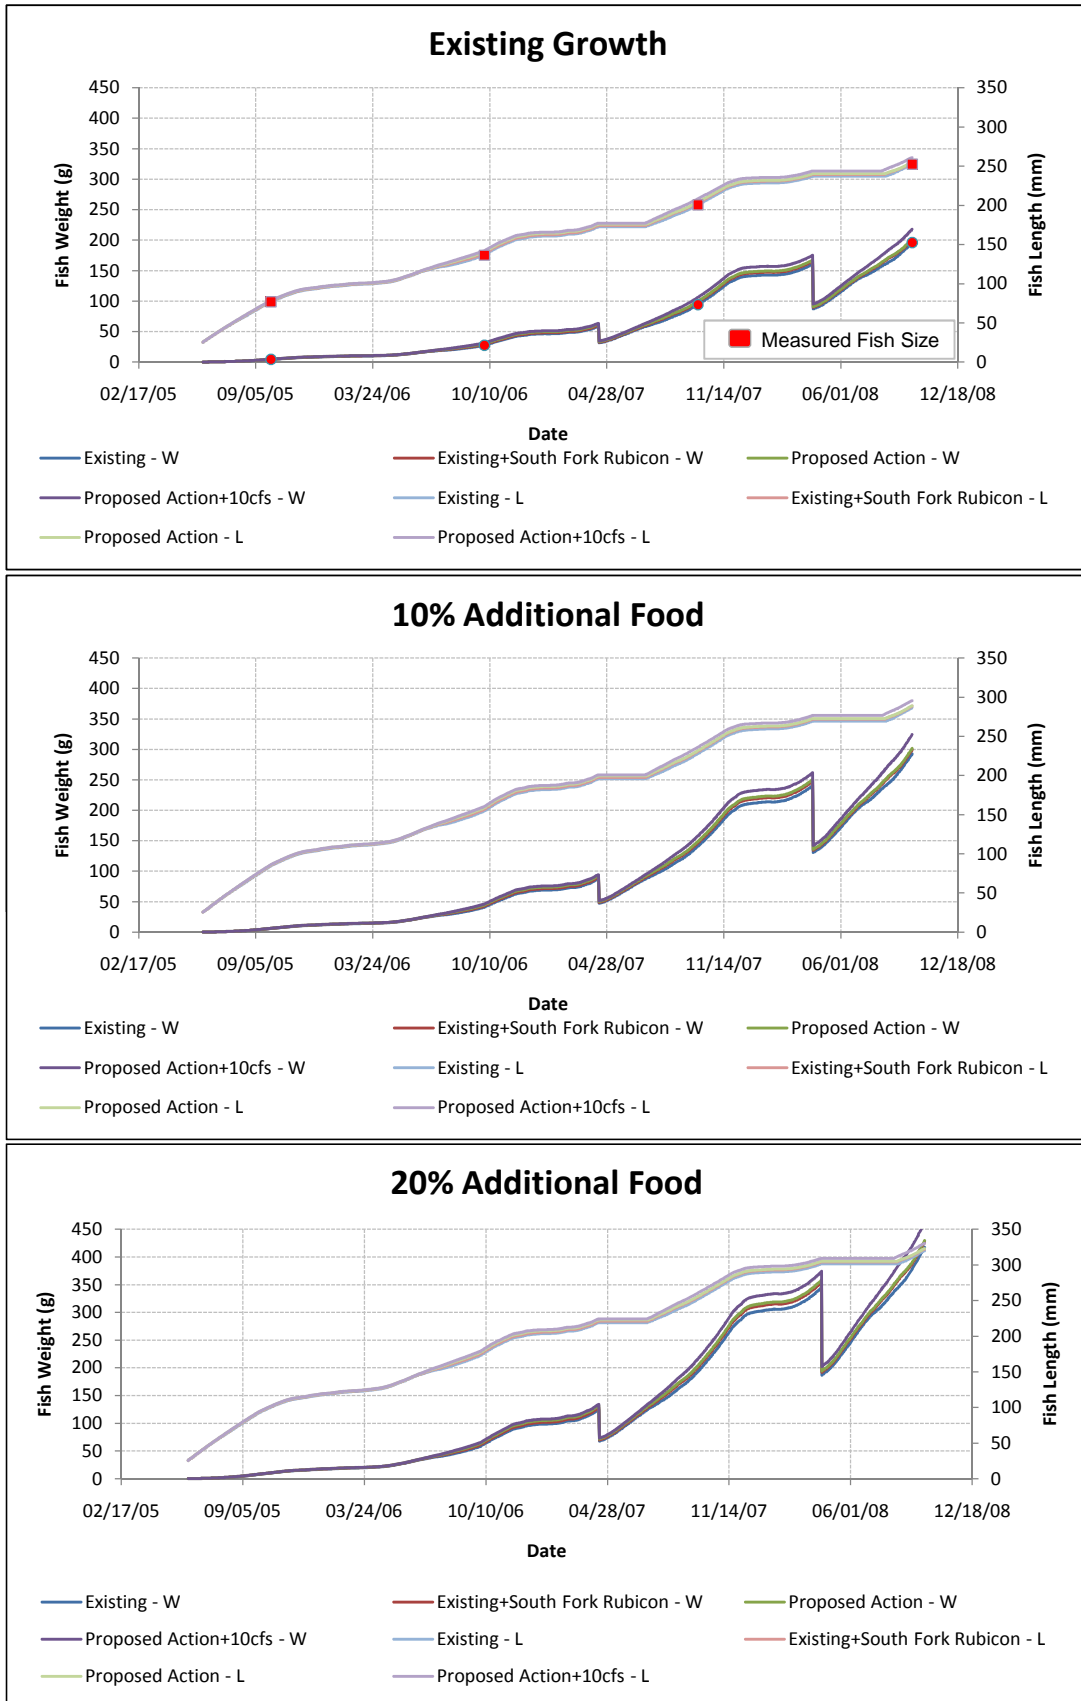 Existing Growth
450 400 350 300 250 200 150 100 50 0
Fish Weight (g)
350 300 250 200 150 100 50 0
Fish Length (mm)
Measured Fish Size
02/17/05 09/05/05 03/24/06 10/10/06 04/28/07 11/14/07 06/01/08 12/18/08
Date
Existing - W Existing+South Fork Rubicon - W Proposed Action - W
Proposed Action+10cfs - W Existing - L Existing+South Fork Rubicon - L
Proposed Action - L Proposed Action+10cfs - L
10% Additional Food
450 400 350 300 250 200 150 100 50 0
Fish Weight (g)
350 300 250 200 150 100 50 0
Fish Length (mm)
02/17/05 09/05/05 03/24/06 10/10/06 04/28/07 11/14/07 06/01/08 12/18/08
Date
Existing - W Existing+South Fork Rubicon - W Proposed Action - W
Proposed Action+10cfs - W Existing - L Existing+South Fork Rubicon - L
Proposed Action - L Proposed Action+10cfs - L
20% Additional Food
450 400 350 300 250 200 150 100 50 0
Fish Weight (g)
350 300 250 200 150 100 50 0
Fish Length (mm)
02/17/05 09/05/05 03/24/06 10/10/06 04/28/07 11/14/07 06/01/08 12/18/08
Date
Existing - W Existing+South Fork Rubicon - W Proposed Action - W
Proposed Action+10cfs - W Existing - L Existing+South Fork Rubicon - L
Proposed Action - L Proposed Action+10cfs - L